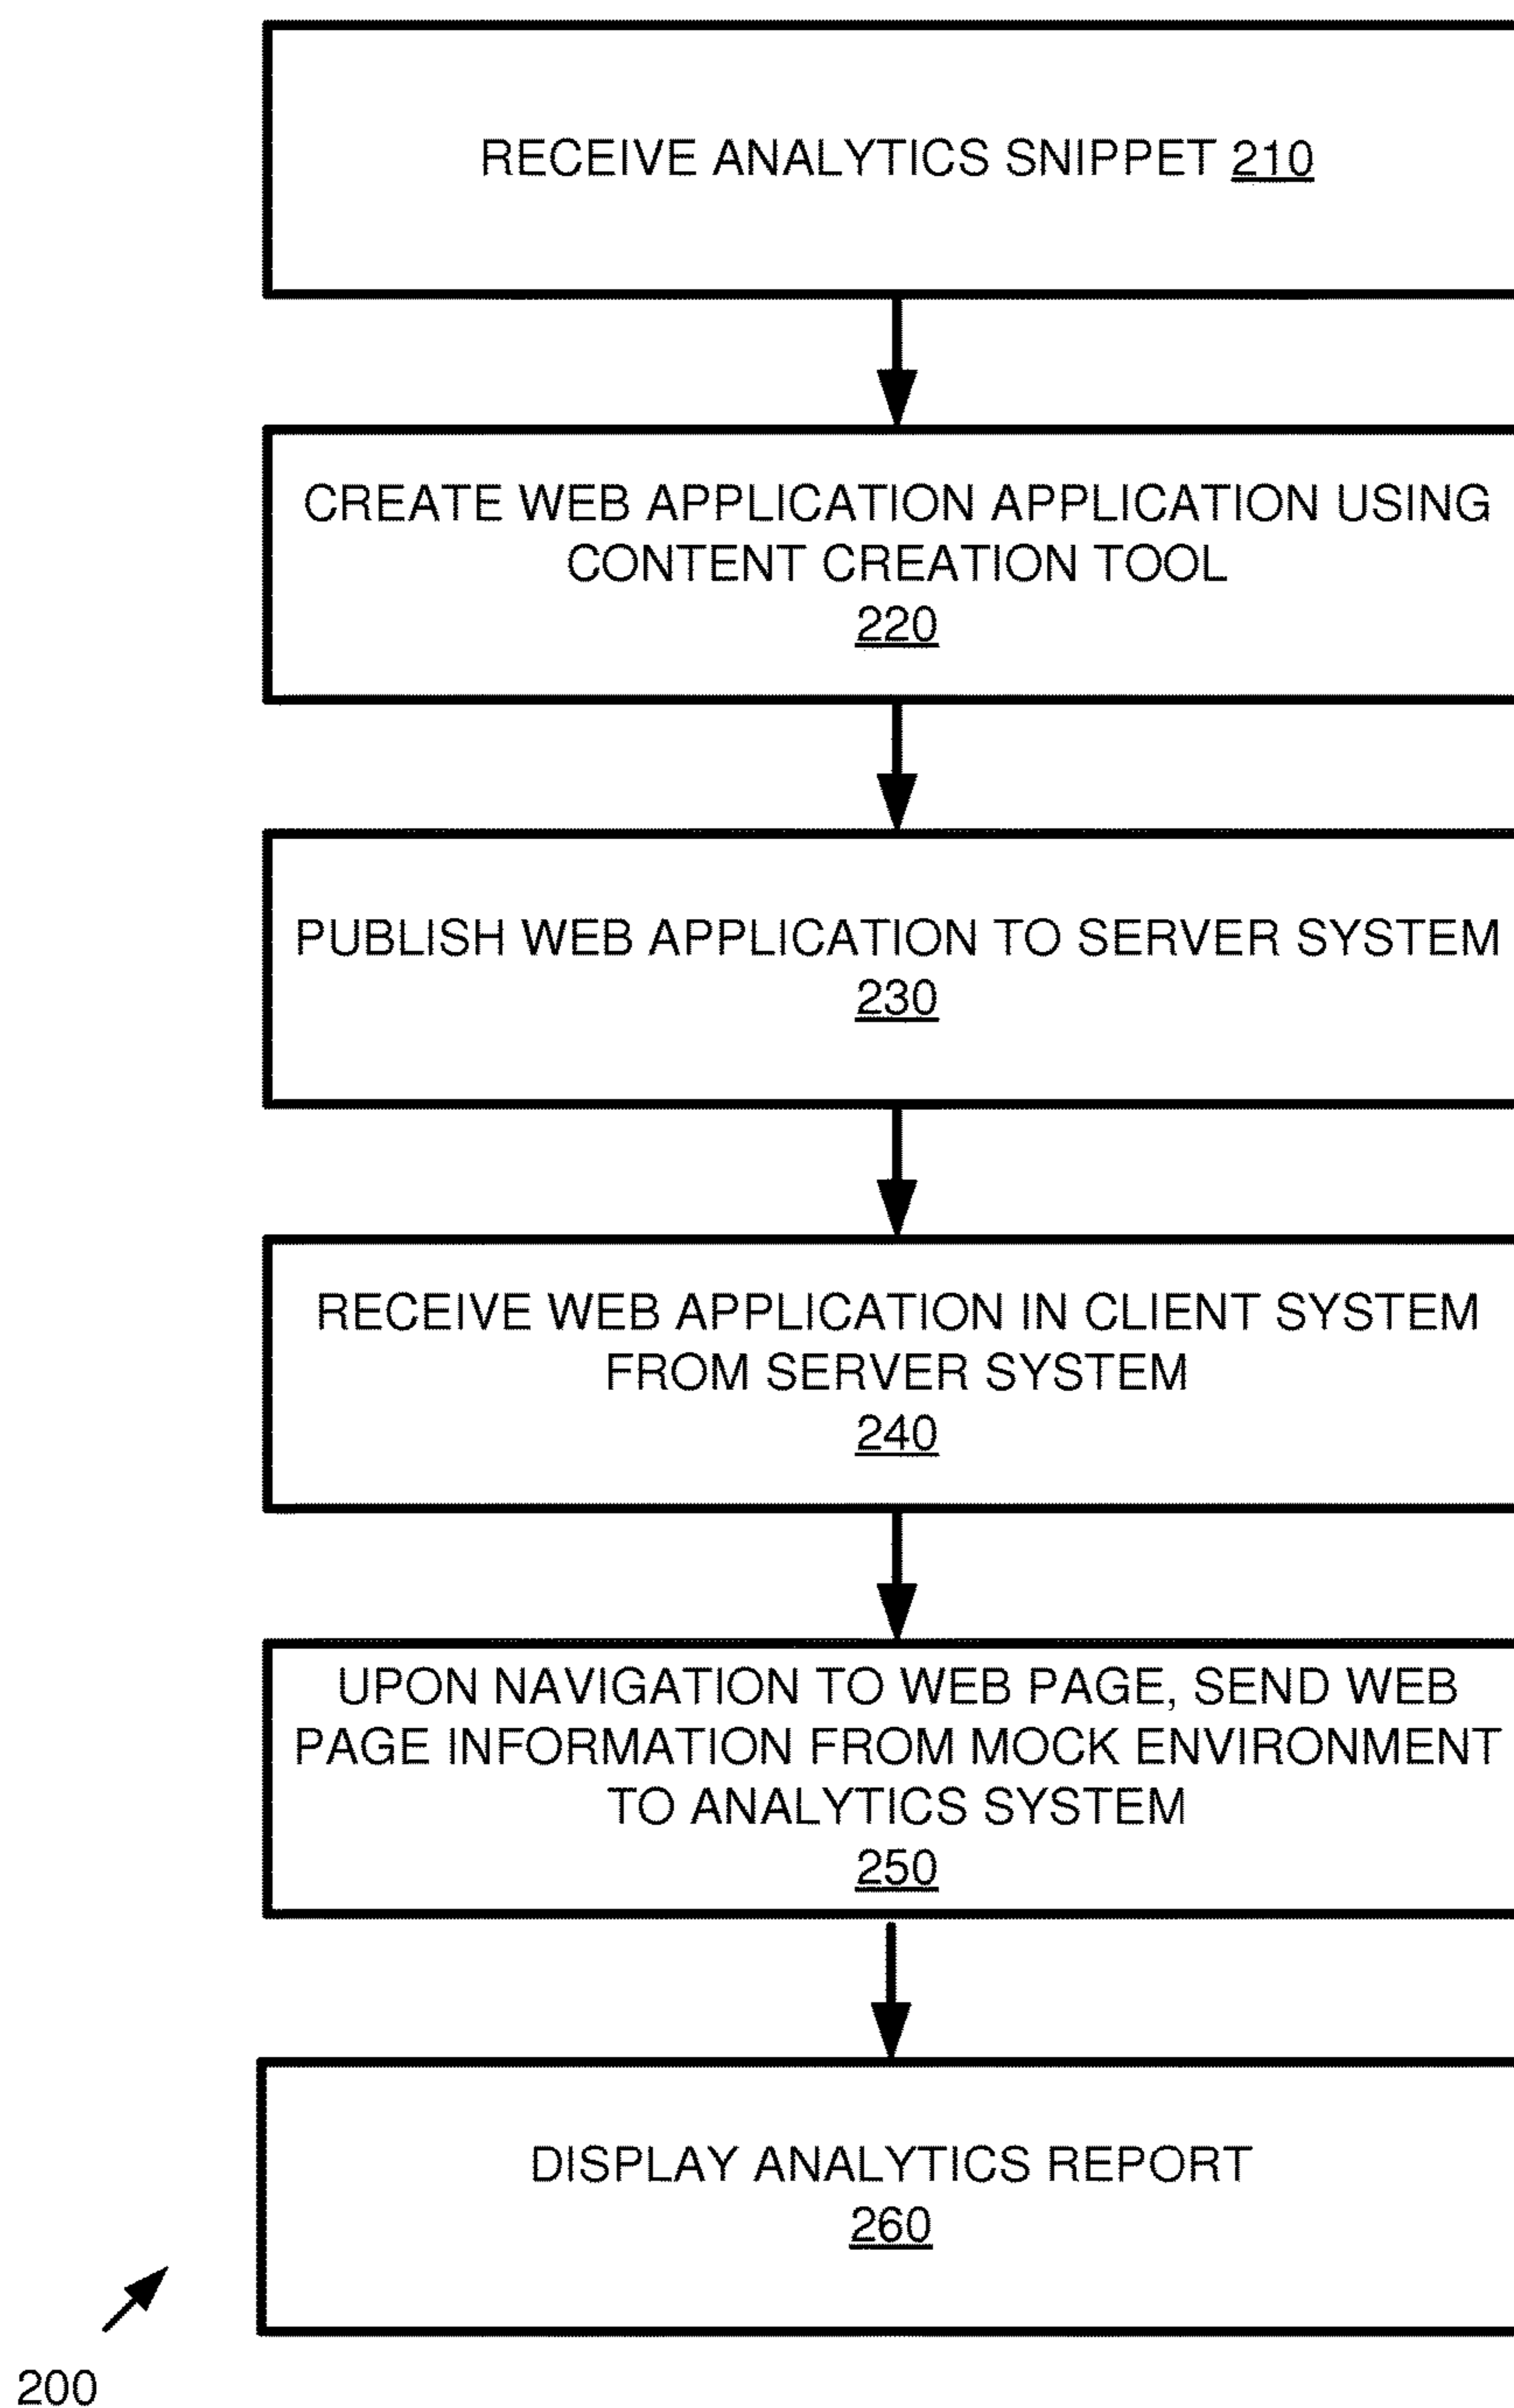 RECEIVE ANALYTICS SNIPPET 210
CREATE WEB APPLICATION APPLICATION USING
CONTENT CREATION TOOL
220
PUBLISH WEB APPLICATION TO SERVER SYSTEM
230
RECEIVE WEB APPLICATION IN CLIENT SYSTEM
FROM SERVER SYSTEM
240
UPON NAVIGATION TO WEB PAGE, SEND WEB
PAGE INFORMATION FROM MOCK ENVIRONMENT
TO ANALYTICS SYSTEM
250
DISPLAY ANALYTICS REPORT
260
200